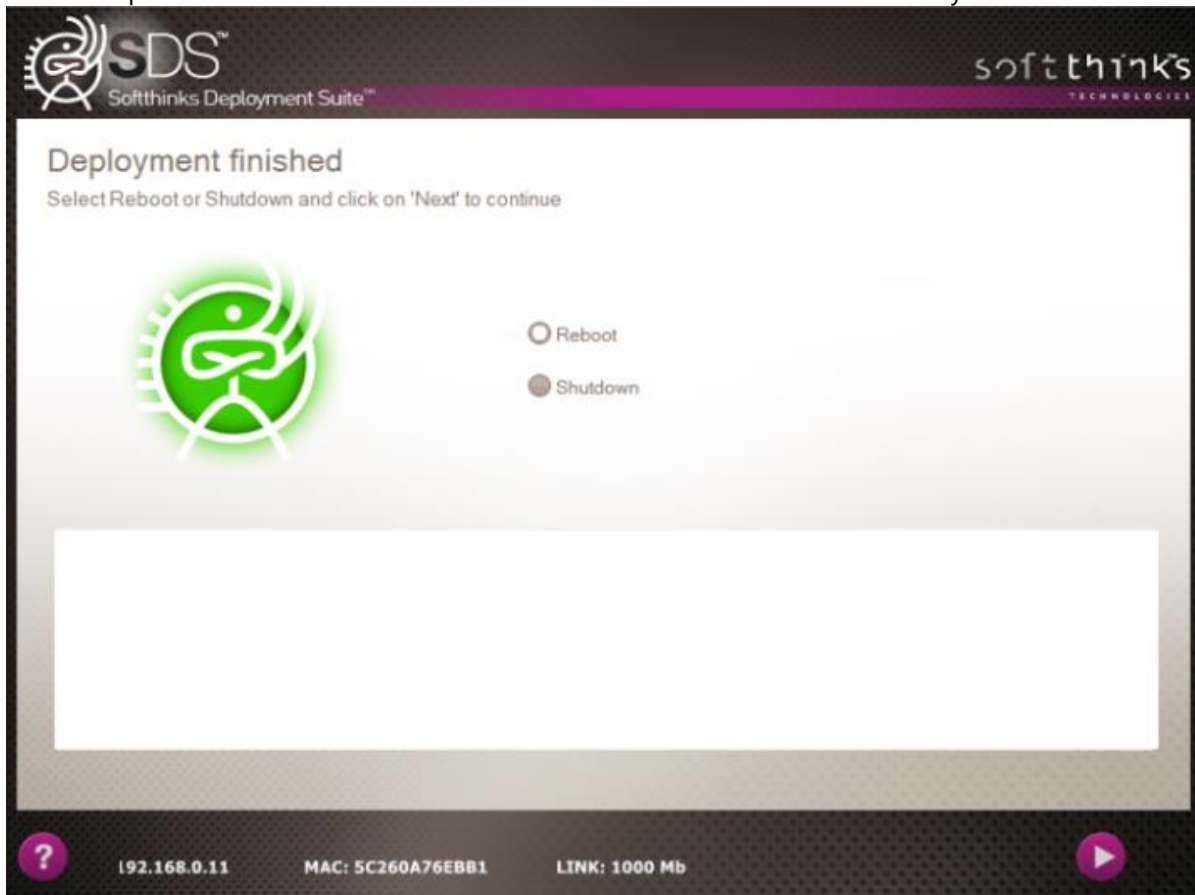 SDS™
Softthinks Deployment Suite™
softthinks
TECHNOLOGIES
Deployment finished
Select Reboot or Shutdown and click on 'Next' to continue
Reboot
Shutdown
?
192.168.0.11 MAC: 5C260A76EBB1 LINK: 1000 Mb